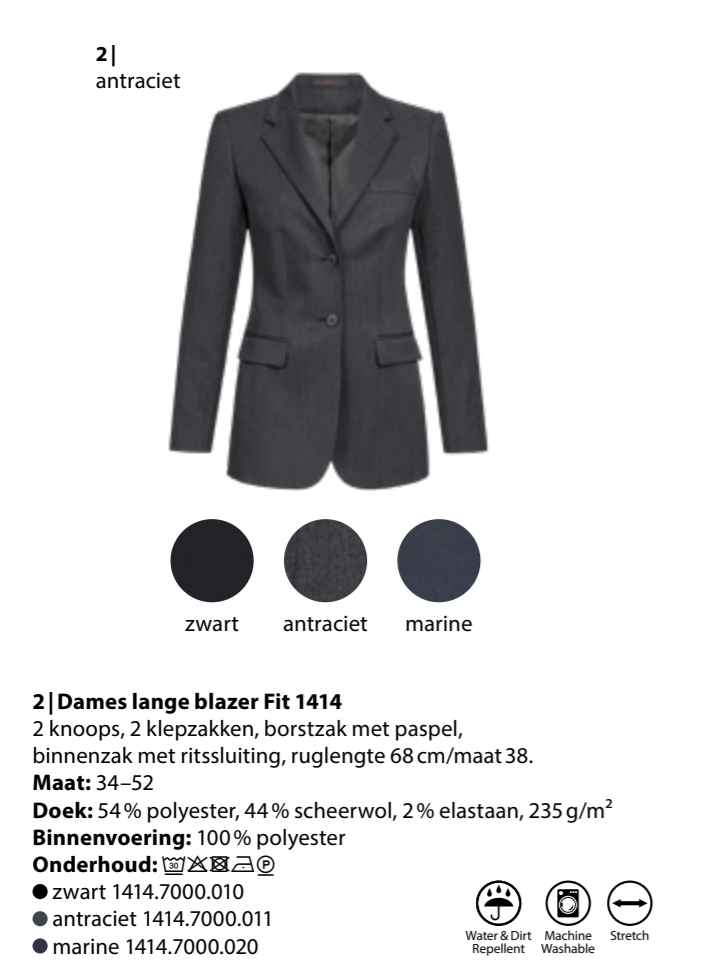 2|
antraciet
zwart antraciet marine
2|Dames lange blazer Fit 1414
2 knoops, 2 klepzakken, borstzak met paspel,
binnenzak met ritssluiting, ruglengte 68 cm/maat 38.
Maat: 34–52
Doek: 54 % polyester, 44 % scheerwol, 2 % elastaan, 235 g/m²
Binnenvoering: 100 % polyester
Onderhoud: 30 P
zwart 1414.7000.010
antraciet 1414.7000.011
marine 1414.7000.020
Water & Dirt Repellent
Machine Washable
Stretch